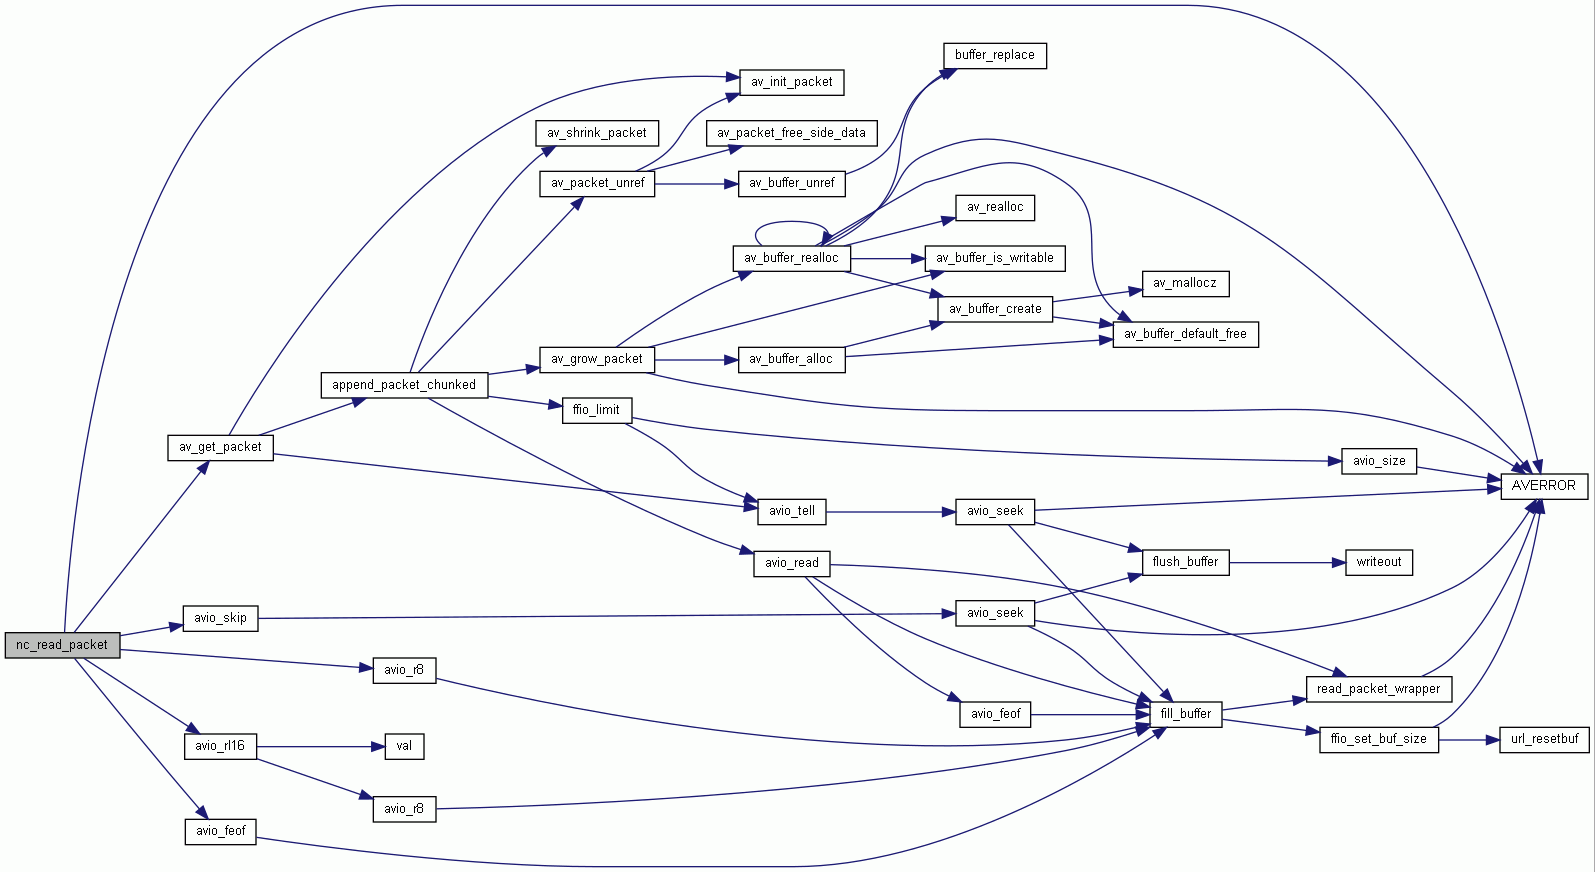 buffer_replace
av_init_packet
av_shrink_packet
av_packet_free_side_data
av_packet_unref
av_buffer_unref
av_realloc
av_buffer_realloc
av_buffer_is_writable
av_mallocz
av_buffer_create
av_buffer_default_free
av_grow_packet
av_buffer_alloc
append_packet_chunked
ffio_limit
av_get_packet
avio_size
AVERROR
avio_tell
avio_seek
avio_read
flush_buffer
writeout
avio_skip
avio_seek
nc_read_packet
avio_r8
read_packet_wrapper
avio_feof
fill_buffer
avio_rl16
val
ffio_set_buf_size
url_resetbuf
avio_r8
avio_feof